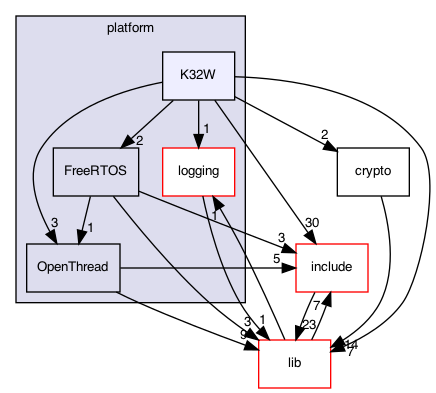 platform
K32W
2
1
2
FreeRTOS
logging
crypto
3
1
1
3
30
OpenThread
5
include
7
23
3
1
9
14
7
lib